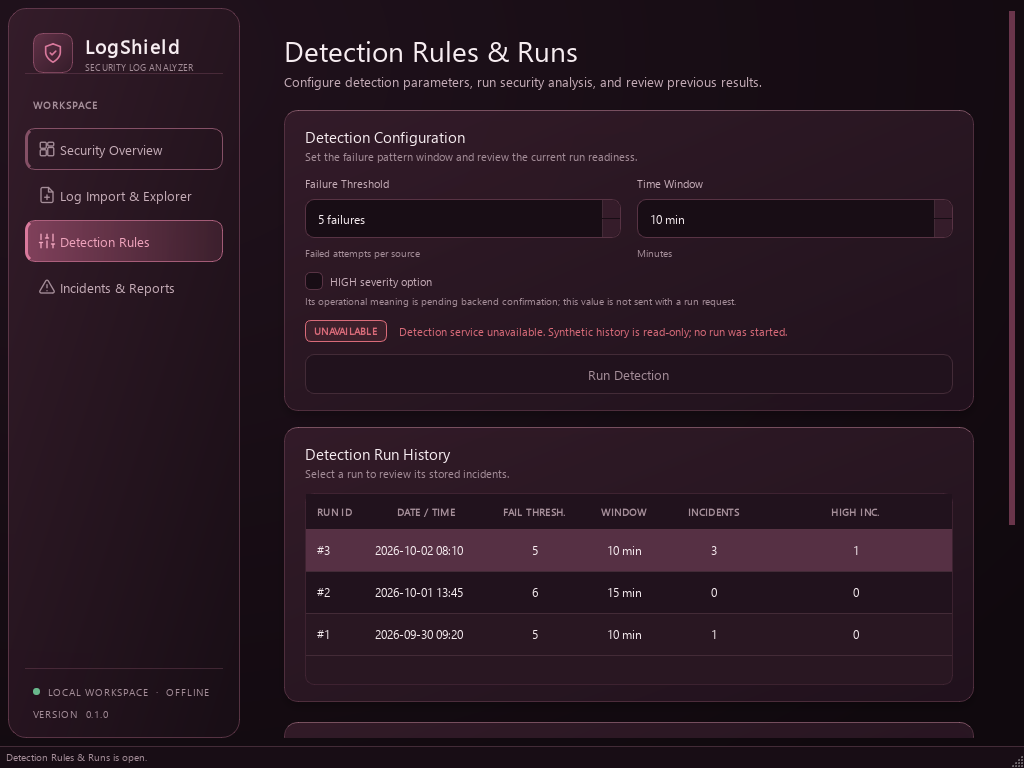 LogShield
SECURITY LOG ANALYZER
WORKSPACE
Security Overview
Log Import & Explorer
Detection Rules
Incidents & Reports
LOCAL WORKSPACE · OFFLINE
VERSION 0.1.0
Detection Rules & Runs
Configure detection parameters, run security analysis, and review previous results.
Detection Configuration
Set the failure pattern window and review the current run readiness.
Failure Threshold Time Window
5 failures 10 min
Failed attempts per source Minutes
HIGH severity option
Its operational meaning is pending backend confirmation; this value is not sent with a run request.
UNAVAILABLE Detection service unavailable. Synthetic history is read-only; no run was started.
Run Detection
Detection Run History
Select a run to review its stored incidents.
RUN ID DATE / TIME FAIL THRESH. WINDOW INCIDENTS HIGH INC.
#3 2026-10-02 08:10 5 10 min 3 1
#2 2026-10-01 13:45 6 15 min 0 0
#1 2026-09-30 09:20 5 10 min 1 0
Detection Rules & Runs is open.